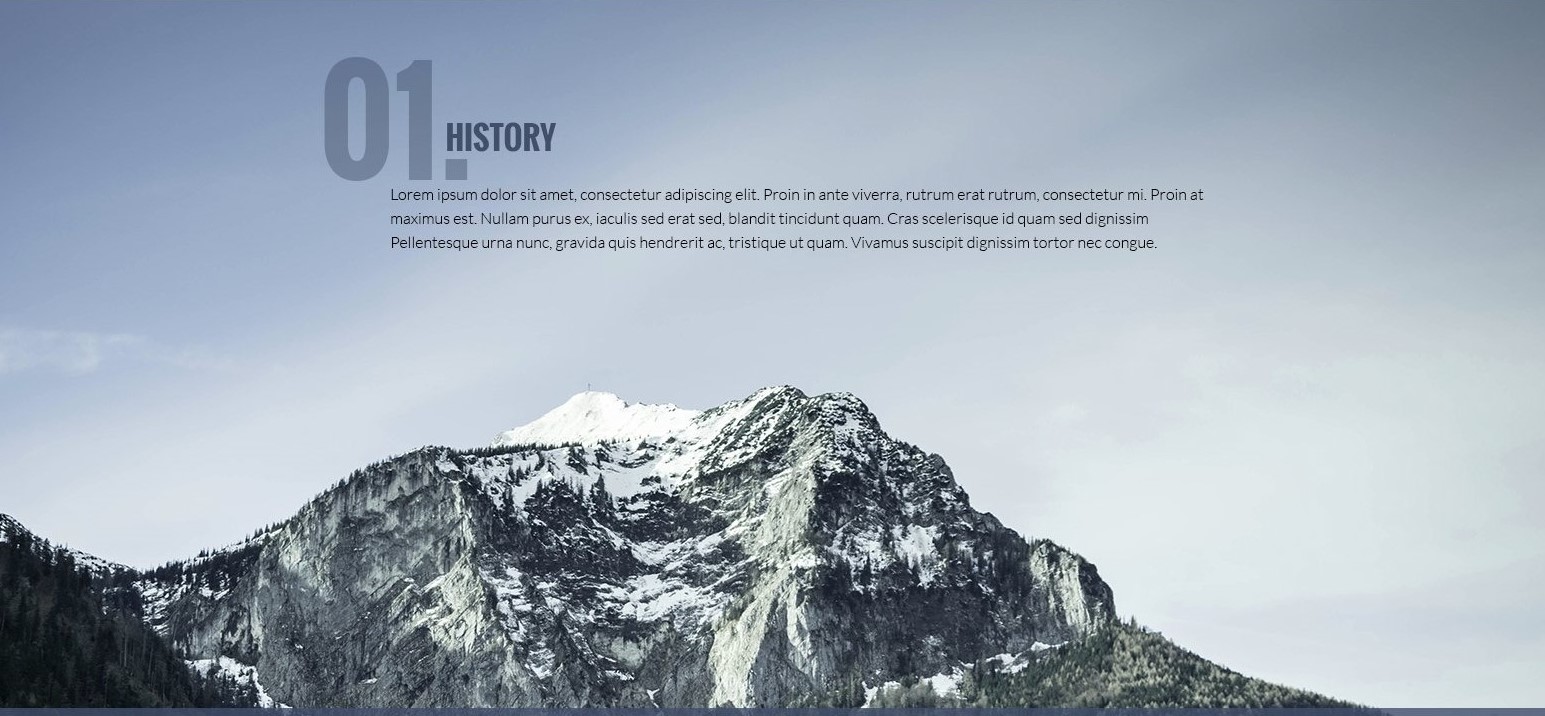 01.
HISTORY
Lorem ipsum dolor sit amet, consectetur adipiscing elit. Proin in ante viverra, rutrum erat rutrum, consectetur mi. Proin at
maximus est. Nullam purus ex, iaculis sed erat sed, blandit tincidunt quam. Cras scelerisque id quam sed dignissim
Pellentesque urna nunc, gravida quis hendrerit ac, tristique ut quam. Vivamus suscipit dignissim tortor nec congue.